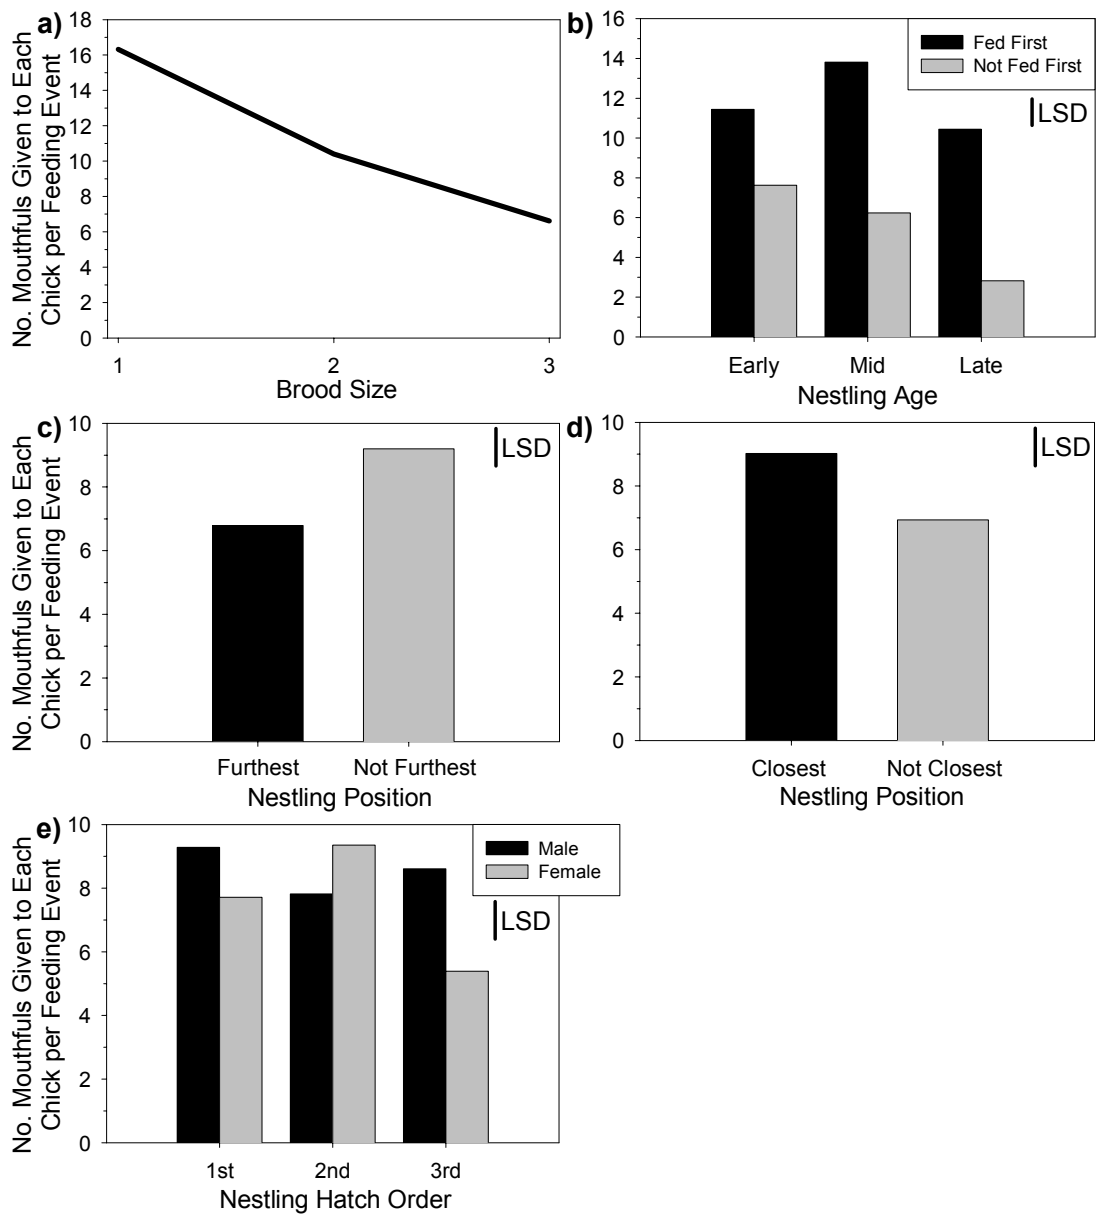 a)
No. Mouthfuls Given to Each
Chick per Feeding Event
18
16
14
12
10
8
6
4
2
0
1 2 3
Brood Size
b)
16
14
12
10
8
6
4
2
0
Fed First
Not Fed First
LSD
Early Mid Late
Nestling Age
c)
No. Mouthfuls Given to Each
Chick per Feeding Event
10
8
6
4
2
0
LSD
Furthest Not Furthest
Nestling Position
d)
10
8
6
4
2
0
LSD
Closest Not Closest
Nestling Position
e)
No. Mouthfuls Given to Each
Chick per Feeding Event
10
8
6
4
2
0
Male
Female
LSD
1st 2nd 3rd
Nestling Hatch Order